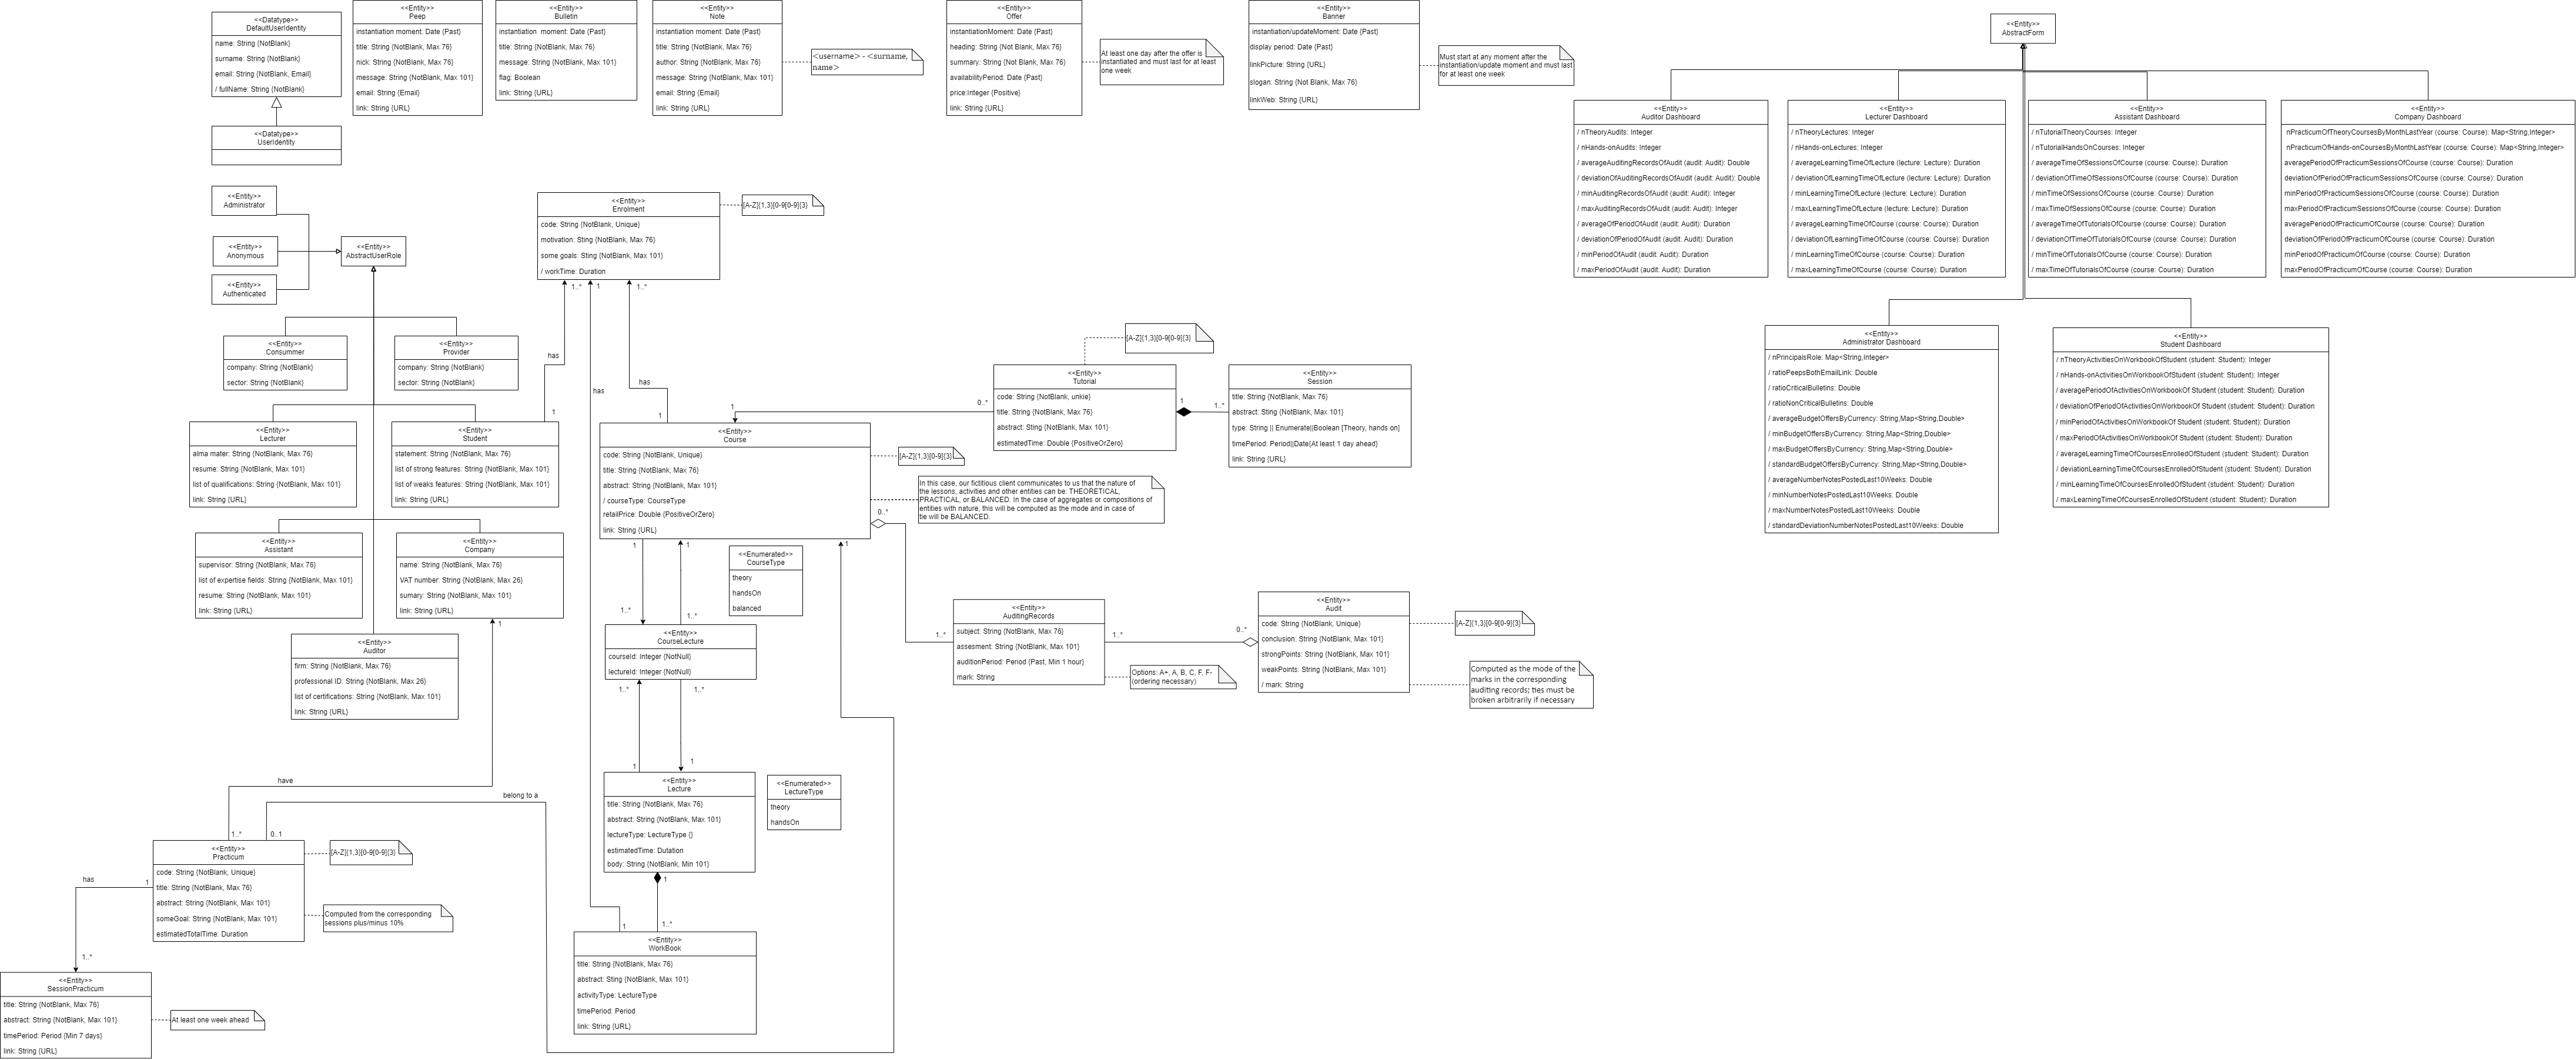 <<Datatype>>
DefaultUserIdentity
name: String {NotBlank}
surname: String {NotBlank}
email: String {NotBlank, Email}
/ fullName: String {NotBlank}
<<Datatype>>
UserIdentity
<<Entity>>
Peep
instantiation moment: Date {Past}
title: String {NotBlank, Max 76}
nick: String {NotBlank, Max 76}
message: String {NotBlank, Max 101}
email: String {Email}
link: String {URL}
<<Entity>>
Bulletin
instantiation  moment: Date {Past}
title: String {NotBlank, Max 76}
message: String {NotBlank, Max 101}
flag: Boolean
link: String {URL}
<<Entity>>
Note
instantiation moment: Date {Past}
title: String {NotBlank, Max 76}
author: String {NotBlank, Max 76}
message: String {NotBlank, Max 101}
email: String {Email}
link: String {URL}
<username> - <surname,
name>
<<Entity>>
Offer
instantiationMoment: Date {Past}
heading: String {Not Blank, Max 76}
summary: String {Not Blank, Max 76}
availabilityPeriod: Date {Past}
price:Integer {Positive}
link: String {URL}
At least one day after the offer is
instantiated and must last for at least
one week
<<Entity>>
Banner
instantiation/updateMoment: Date {Past}
display period: Date {Past}
linkPicture: String {URL}
slogan: String {Not Blank, Max 76}
linkWeb: String {URL}
Must start at any moment after the
instantiation/update moment and must last
for at least one week
<<Entity>>
AbstractForm
<<Entity>>
Auditor Dashboard
/ nTheoryAudits: Integer
/ nHands-onAudits: Integer
/ averageAuditingRecordsOfAudit (audit: Audit): Double
/ deviationOfAuditingRecordsOfAudit (audit: Audit): Double
/ minAuditingRecordsOfAudit (audit: Audit): Integer
/ maxAuditingRecordsOfAudit (audit: Audit): Integer
/ averageOfPeriodOfAudit (audit: Audit): Duration
/ deviationOfPeriodOfAudit (audit: Audit): Duration
/ minPeriodOfAudit (audit: Audit): Duration
/ maxPeriodOfAudit (audit: Audit): Duration
<<Entity>>
Lecturer Dashboard
/ nTheoryLectures: Integer
/ nHands-onLectures: Integer
/ averageLearningTimeOfLecture (lecture: Lecture): Duration
/ deviationOfLearningTimeOfLecture (lecture: Lecture): Duration
/ minLearningTimeOfLecture (lecture: Lecture): Duration
/ maxLearningTimeOfLecture (lecture: Lecture): Duration
/ averageLearningTimeOfCourse (course: Course): Duration
/ deviationOfLearningTimeOfCourse (course: Course): Duration
/ minLearningTimeOfCourse (course: Course): Duration
/ maxLearningTimeOfCourse (course: Course): Duration
<<Entity>>
Assistant Dashboard
/ nTutorialTheoryCourses: Integer
/ nTutorialHandsOnCourses: Integer
/ averageTimeOfSessionsOfCourse (course: Course): Duration
/ deviationOfTimeOfSessionsOfCourse (course: Course): Duration
/ minTimeOfSessionsOfCourse (course: Course): Duration
/ maxTimeOfSessionsOfCourse (course: Course): Duration
/ averageTimeOfTutorialsOfCourse (course: Course): Duration
/ deviationOfTimeOfTutorialsOfCourse (course: Course): Duration
/ minTimeOfTutorialsOfCourse (course: Course): Duration
/ maxTimeOfTutorialsOfCourse (course: Course): Duration
<<Entity>>
Company Dashboard
nPracticumOfTheoryCoursesByMonthLastYear (course: Course): Map<String,Integer>
nPracticumOfHands-onCoursesByMonthLastYear (course: Course): Map<String,Integer>
averagePeriodOfPracticumSessionsOfCourse (course: Course): Duration
deviationOfPeriodOfPracticumSessionsOfCourse (course: Course): Duration
minPeriodOfPracticumSessionsOfCourse (course: Course): Duration
maxPeriodOfPracticumSessionsOfCourse (course: Course): Duration
averagePeriodOfPracticumOfCourse (course: Course): Duration
deviationOfPeriodOfPracticumOfCourse (course: Course): Duration
minPeriodOfPracticumOfCourse (course: Course): Duration
maxPeriodOfPracticumOfCourse (course: Course): Duration
<<Entity>>
Administrator Dashboard
/ nPrincipalsRole: Map<String,Integer>
/ ratioPeepsBothEmailLink: Double
/ ratioCriticalBulletins: Double
/ ratioNonCriticalBulletins: Double
/ averageBudgetOffersByCurrency: String,Map<String,Double>
/ minBudgetOffersByCurrency: String,Map<String,Double>
/ maxBudgetOffersByCurrency: String,Map<String,Double>
/ standardBudgetOffersByCurrency: String,Map<String,Double>
/ averageNumberNotesPostedLast10Weeks: Double
/ minNumberNotesPostedLast10Weeks: Double
/ maxNumberNotesPostedLast10Weeks: Double
/ standardDeviationNumberNotesPostedLast10Weeks: Double
<<Entity>>
Student Dashboard
/ nTheoryActivitiesOnWorkbookOfStudent (student: Student): Integer
/ nHands-onActivitiesOnWorkbookOfStudent (student: Student): Integer
/ averagePeriodOfActivitiesOnWorkbookOf Student (student: Student): Duration
/ deviationOfPeriodOfActivitiesOnWorkbookOf Student (student: Student): Duration
/ minPeriodOfActivitiesOnWorkbookOf Student (student: Student): Duration
/ maxPeriodOfActivitiesOnWorkbookOf Student (student: Student): Duration
/ averageLearningTimeOfCoursesEnrolledOfStudent (student: Student): Duration
/ deviationLearningTimeOfCoursesEnrolledOfStudent (student: Student): Duration
/ minLearningTimeOfCoursesEnrolledOfStudent (student: Student): Duration
/ maxLearningTimeOfCoursesEnrolledOfStudent (student: Student): Duration
<<Entity>>
Administrator
<<Entity>>
Anonymous
<<Entity>>
Authenticated
<<Entity>>
AbstractUserRole
<<Entity>>
Consummer
company: String {NotBlank}
sector: String {NotBlank}
<<Entity>>
Provider
company: String {NotBlank}
sector: String {NotBlank}
<<Entity>>
Lecturer
alma mater: String {NotBlank, Max 76}
resume: String {NotBlank, Max 101}
list of qualifications: String {NotBlank, Max 101}
link: String {URL}
<<Entity>>
Student
statement: String {NotBlank, Max 76}
list of strong features: String {NotBlank, Max 101}
list of weaks features: String {NotBlank, Max 101}
link: String {URL}
<<Entity>>
Assistant
supervisor: String {NotBlank, Max 76}
list of expertise fields: String {NotBlank, Max 101}
resume: String {NotBlank, Max 101}
link: String {URL}
<<Entity>>
Company
name: String {NotBlank, Max 76}
VAT number: String {NotBlank, Max 26}
sumary: String {NotBlank, Max 101}
link: String {URL}
1
<<Entity>>
Auditor
firm: String {NotBlank, Max 76}
professional ID: String {NotBlank, Max 26}
list of certifications: String {NotBlank, Max 101}
link: String {URL}
<<Entity>>
Enrolment
code: String {NotBlank, Unique}
motivation: Sting {NotBlank, Max 76}
some goals: Sting {NotBlank, Max 101}
/ workTime: Duration
[A-Z]{1,3}[0-9[0-9]{3}
1..*
1
1..*
has
has
has
1
1
<<Entity>>
Tutorial
code: String {NotBlank, unkie}
title: String {NotBlank, Max 76}
abstract: Sting {NotBlank, Max 101}
estimatedTime: Double {PositiveOrZero}
[A-Z]{1,3}[0-9[0-9]{3}
1
0..*
1
1..*
<<Entity>>
Session
title: String {NotBlank, Max 76}
abstract: Sting {NotBlank, Max 101}
type: String || Enumerate||Boolean [Theory, hands on]
timePeriod: Period||Date{At least 1 day ahead}
link: String {URL}
<<Entity>>
Course
code: String {NotBlank, Unique}
title: String {NotBlank, Max 76}
abstract: String {NotBlank, Max 101}
/ courseType: CourseType
retailPrice: Double {PositiveOrZero}
link: String {URL}
[A-Z]{1,3}[0-9]{3}
In this case, our fictitious client communicates to us that the nature of
the lessons, activities and other entities can be: THEORETICAL,
PRACTICAL, or BALANCED. In the case of aggregates or compositions of
entities with nature, this will be computed as the mode and in case of
tie will be BALANCED.
0..*
1
1
1
<<Enumerated>>
CourseType
theory
handsOn
balanced
1..*
1..*
<<Entity>>
CourseLecture
courseId: Integer {NotNull}
lectureId: Integer {NotNull}
1..*
1..*
1
1
<<Entity>>
Lecture
title: String {NotBlank, Max 76}
abstract: String {NotBlank, Max 101}
lectureType: LectureType {}
estimatedTime: Dutation
body: String {NotBlank, Min 101}
<<Enumerated>>
LectureType
theory
handsOn
1
1..*
1
<<Entity>>
WorkBook
title: String {NotBlank, Max 76}
abstract: Sting {NotBlank, Max 101}
activityType: LectureType
timePeriod: Period
link: String {URL}
<<Entity>>
AuditingRecords
subject: String {NotBlank, Max 76}
assesment: String {NotBlank, Max 101}
auditionPeriod: Period {Past, Min 1 hour}
mark: String
1..*
1..*
0..*
Options: A+, A, B, C, F, F-
(ordering necessary)
<<Entity>>
Audit
code: String {NotBlank, Unique}
conclusion: String {NotBlank, Max 101}
strongPoints: String {NotBlank, Max 101}
weakPoints: String {NotBlank, Max 101}
/ mark: String
[A-Z]{1,3}[0-9[0-9]{3}
Computed as the mode of the
marks in the corresponding
auditing records; ties must be
broken arbitrarily if necessary
have
belong to a
1..*
0..1
<<Entity>>
Practicum
code: String {NotBlank, Unique}
title: String {NotBlank, Max 76}
abstract: String {NotBlank, Max 101}
someGoal: String {NotBlank, Max 101}
estimatedTotalTime: Duration
[A-Z]{1,3}[0-9[0-9]{3}
Computed from the corresponding
sessions plus/minus 10%
has
1
1..*
<<Entity>>
SessionPracticum
title: String {NotBlank, Max 76}
abstract: String {NotBlank, Max 101}
timePeriod: Period {Min 7 days}
link: String {URL}
At least one week ahead